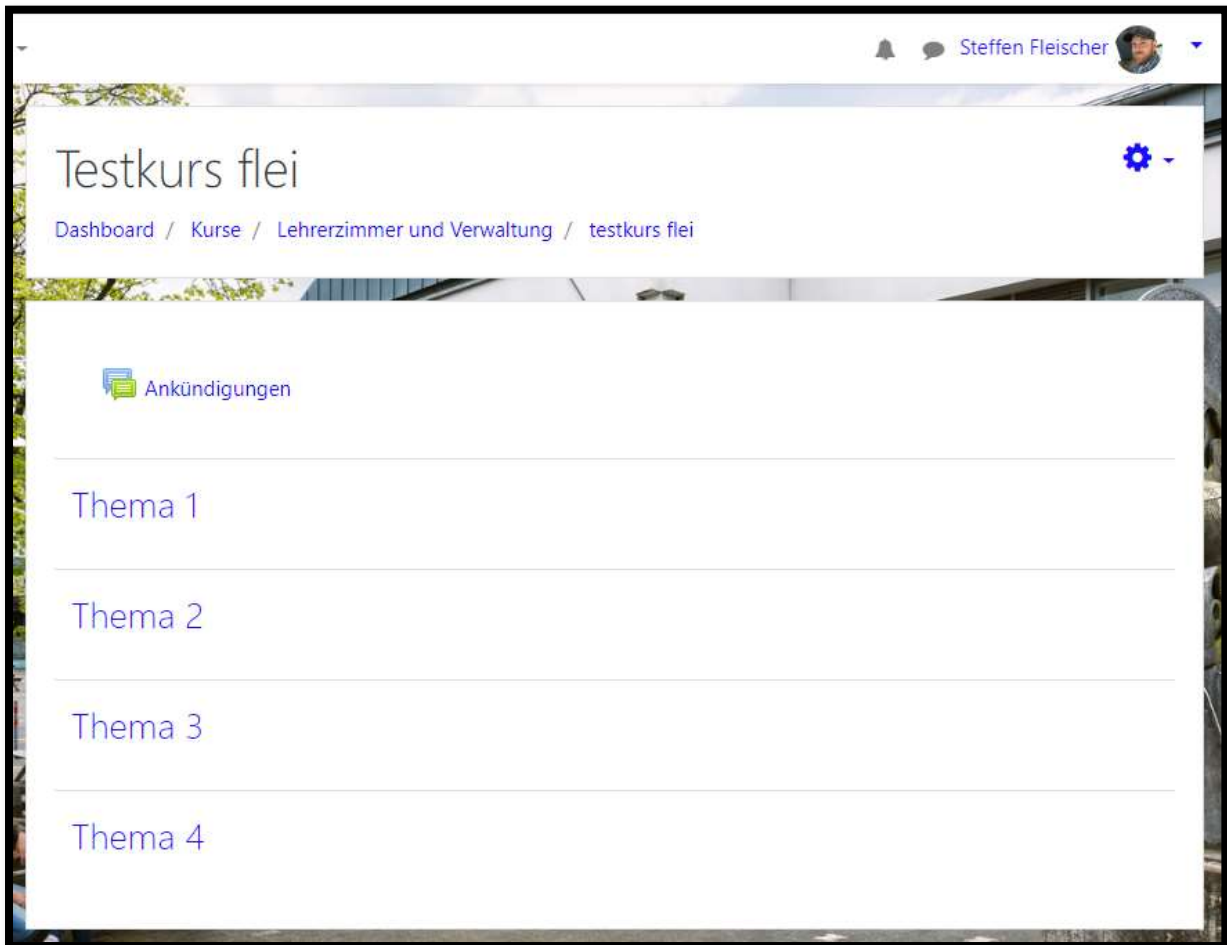 Steffen Fleischer
Testkurs flei
Dashboard / Kurse / Lehrerzimmer und Verwaltung / testkurs flei
Ankündigungen
Thema 1
Thema 2
Thema 3
Thema 4